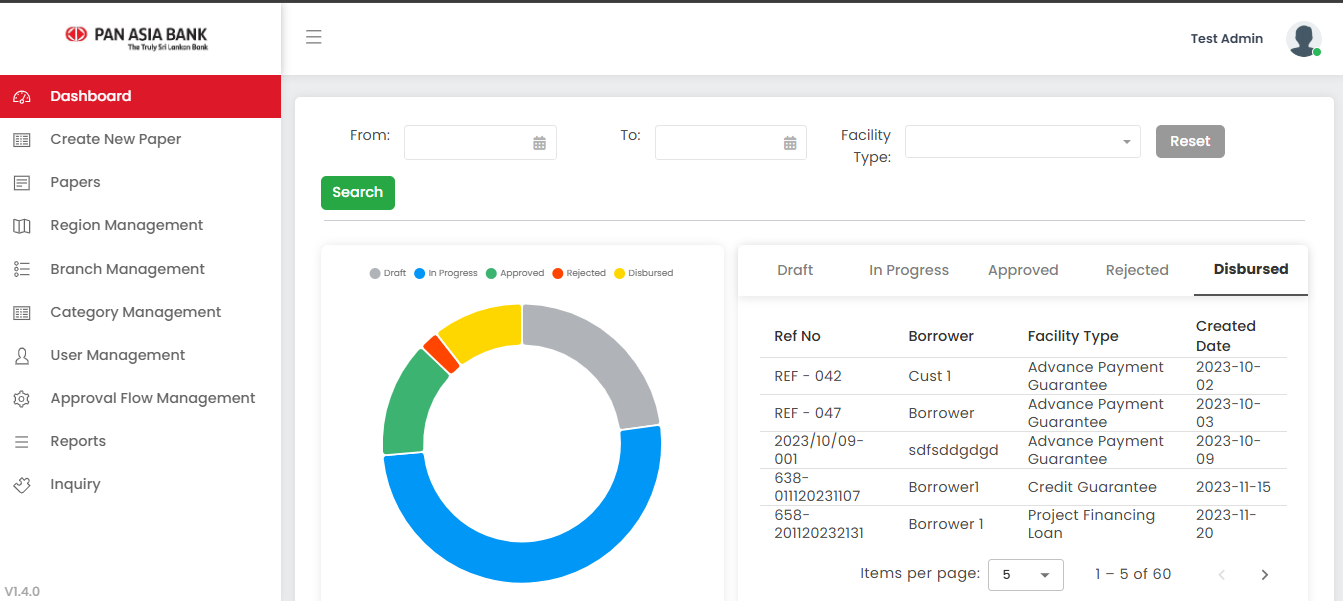 PAN ASIA BANK
The Truly Sri Lankan Bank
Test Admin
Dashboard
Create New Paper
Papers
Region Management
Branch Management
Category Management
User Management
Approval Flow Management
Reports
Inquiry
V1.4.0
From:
To:
Facility
Type:
Reset
Search
Draft In Progress Approved Rejected Disbursed
Draft In Progress Approved Rejected Disbursed
Ref No Borrower Facility Type Created
Date
REF - 042 Cust 1 Advance Payment
Guarantee 2023-10-
02
REF - 047 Borrower Advance Payment
Guarantee 2023-10-
03
2023/10/09-
001 sdfsddgdgd Advance Payment
Guarantee 2023-10-
09
638-
011120231107 Borrower1 Credit Guarantee 2023-11-15
658-
201120232131 Borrower 1 Project Financing
Loan 2023-11-
20
Items per page: 5 1 – 5 of 60